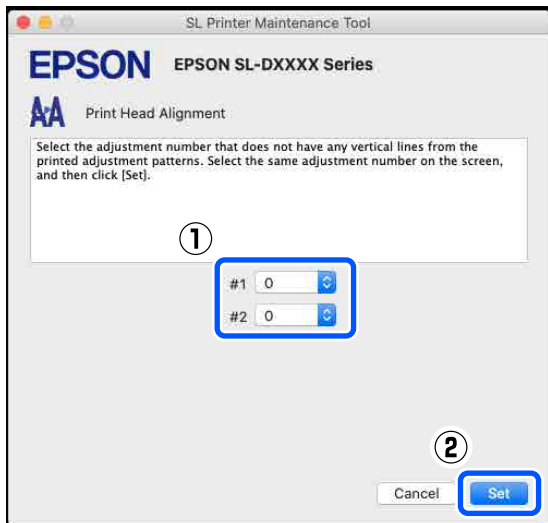 SL Printer Maintenance Tool
EPSON EPSON SL-DXXXX Series
Print Head Alignment
Select the adjustment number that does not have any vertical lines from the
printed adjustment patterns. Select the same adjustment number on the screen,
and then click [Set].
①
#1 0
#2 0
②
Cancel Set